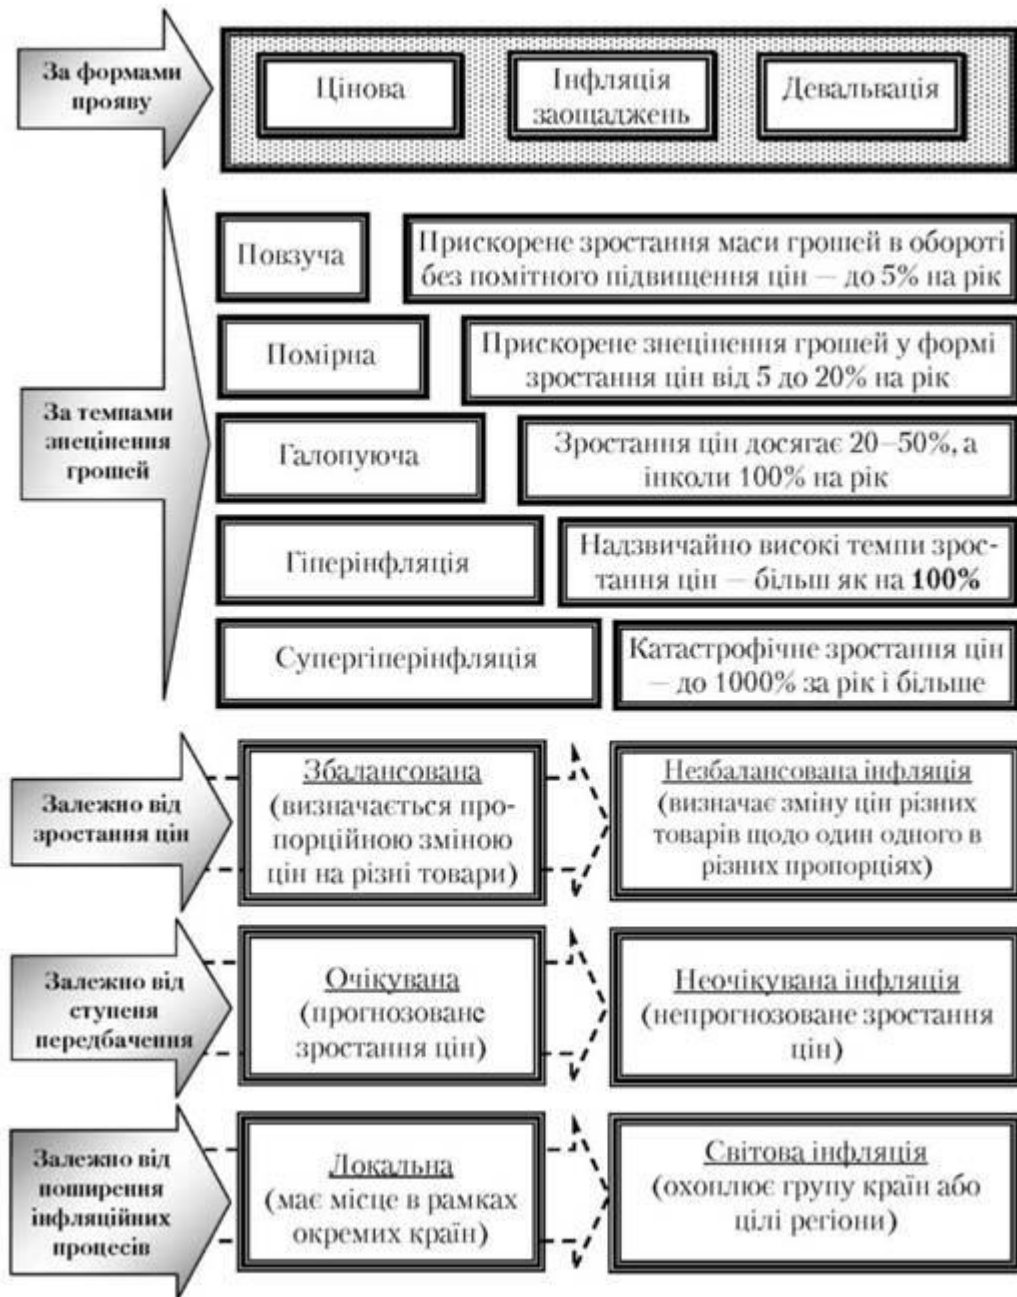 За формами
прояву
Цінова
Інфляція
заощаджень
Девальвація
За темпами
знецінення
грошей
Повзуча
Прискорене зростання маси грошей в обороті
без помітного підвищення цін — до 5% на рік
Помірна
Прискорене знецінення грошей у формі
зростання цін від 5 до 20% на рік
Галопуюча
Зростання цін досягає 20–50%, а
інколи 100% на рік
Гіперінфляція
Надзвичайно високі темпи зрос-
тання цін — більш як на 100%
Супергіперінфляція
Катастрофічне зростання цін
— до 1000% за рік і більше
Залежно від
зростання цін
Збалансована
(визначається про-
порційною зміною
цін на різні товари)
Незбалансована інфляція
(визначає зміну цін різних
товарів щодо один одного в
різних пропорціях)
Залежно від
ступеня
передбачення
Очікувана
(прогнозоване
зростання цін)
Неочікувана інфляція
(непрогнозоване зростання
цін)
Залежно від
поширення
інфляційних
процесів
Локальна
(має місце в рамках
окремих країн)
Світова інфляція
(охоплює групу країн або
цілі регіони)